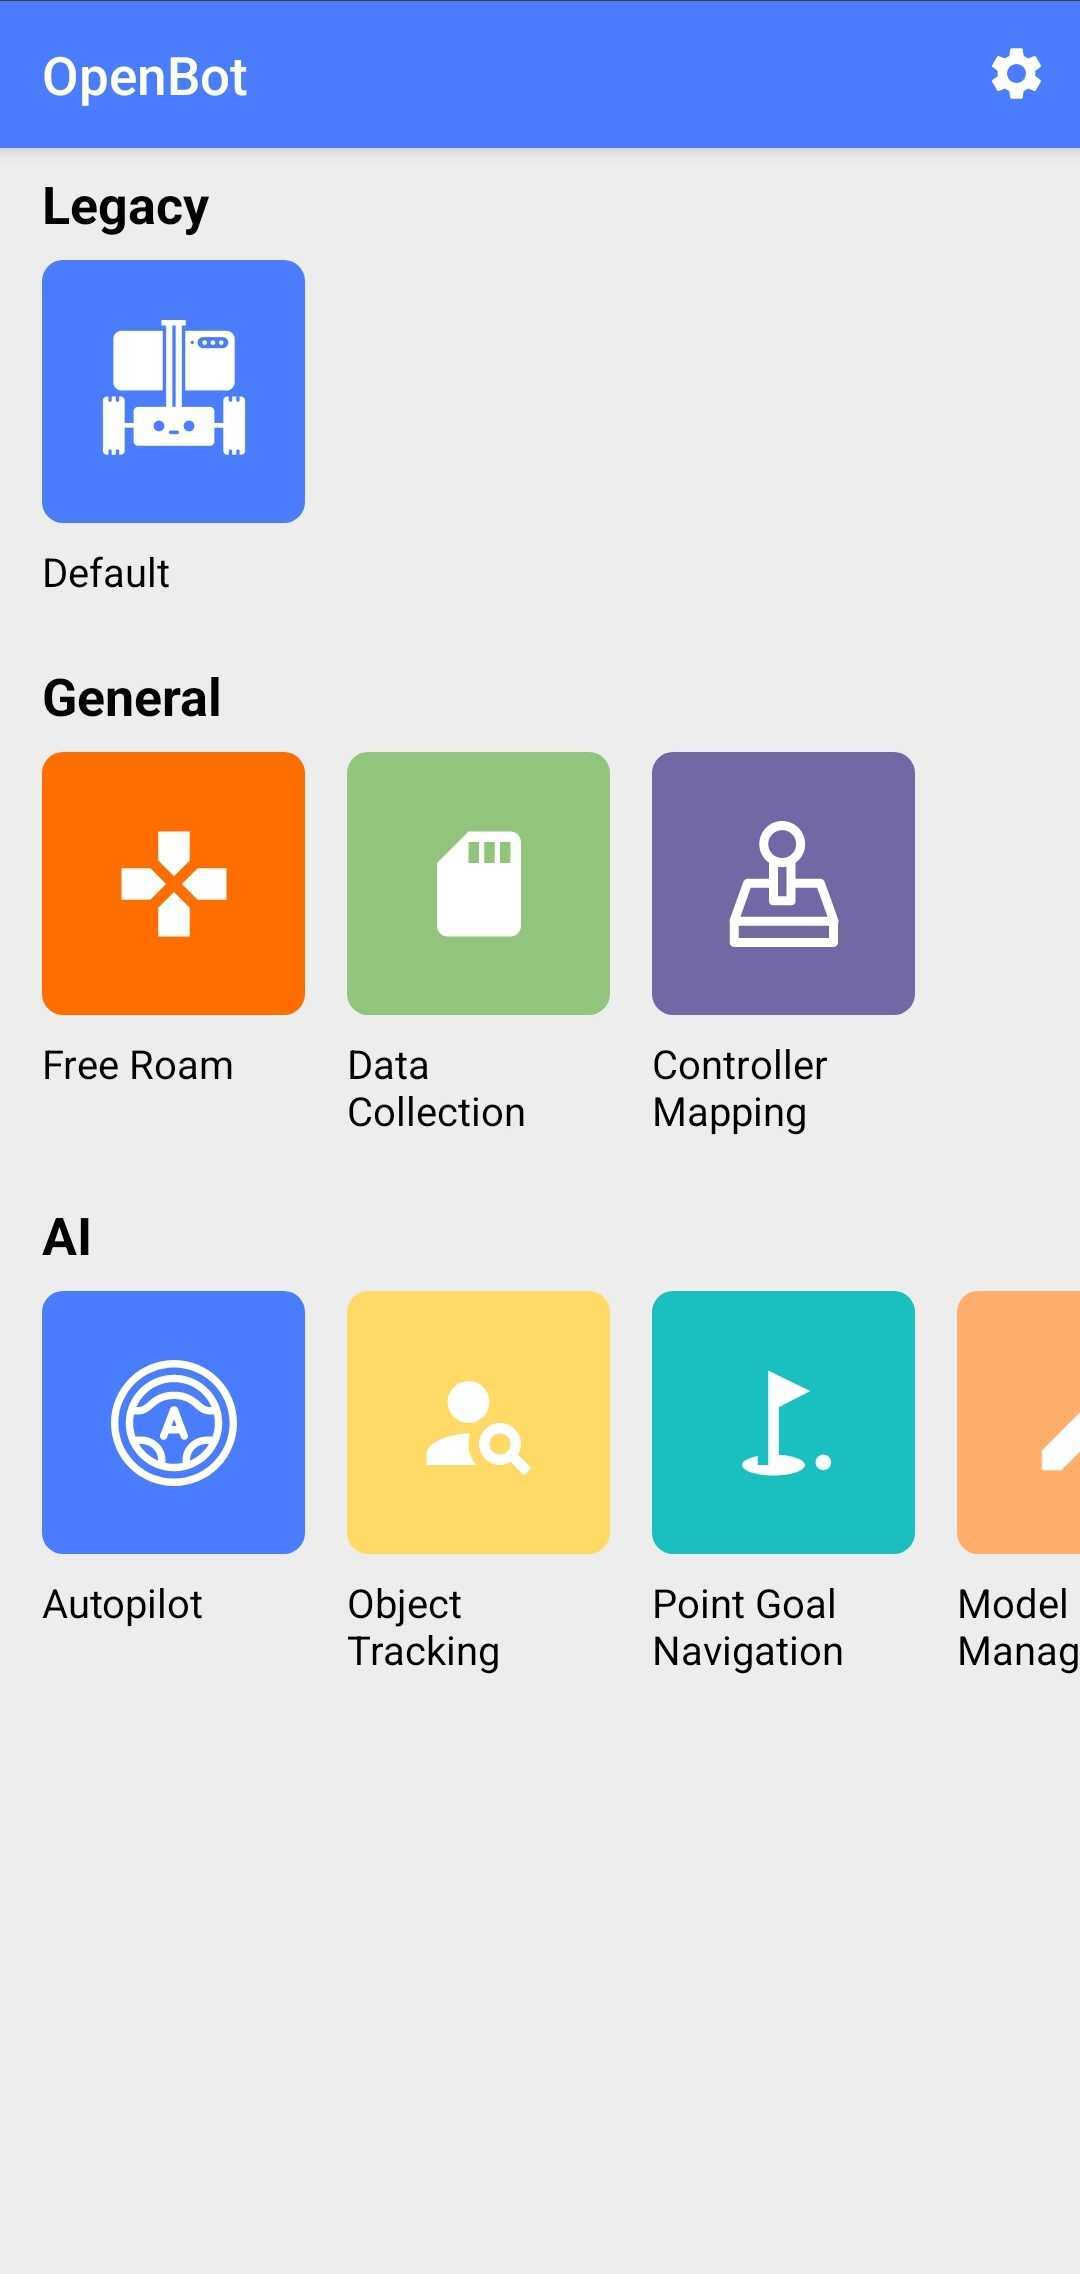 OpenBot
Legacy
Default
General
Free Roam
Data
Collection
Controller
Mapping
AI
A
Autopilot
Object
Tracking
Point Goal
Navigation
Model
Manag